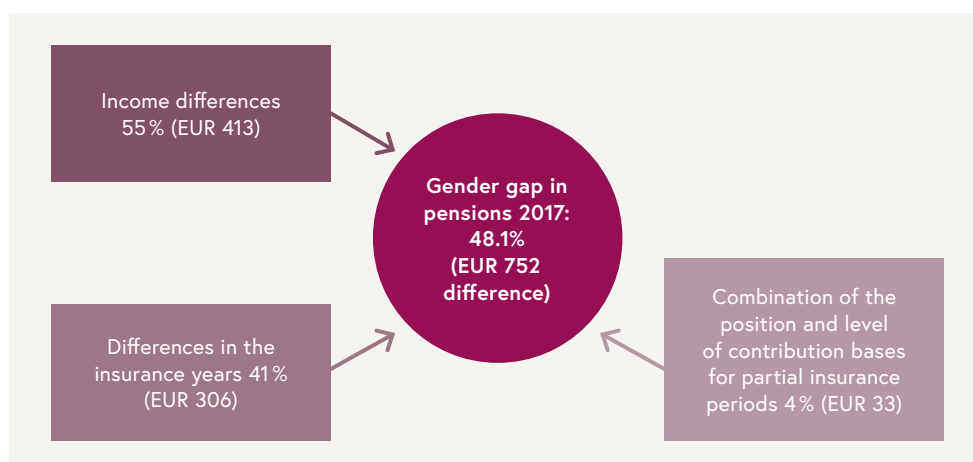 Income differences
55 % (EUR 413)
Gender gap in
pensions 2017:
48.1%
(EUR 752
difference)
Differences in the
insurance years 41 %
(EUR 306)
Combination of the
position and level
of contribution bases
for partial insurance
periods 4 % (EUR 33)